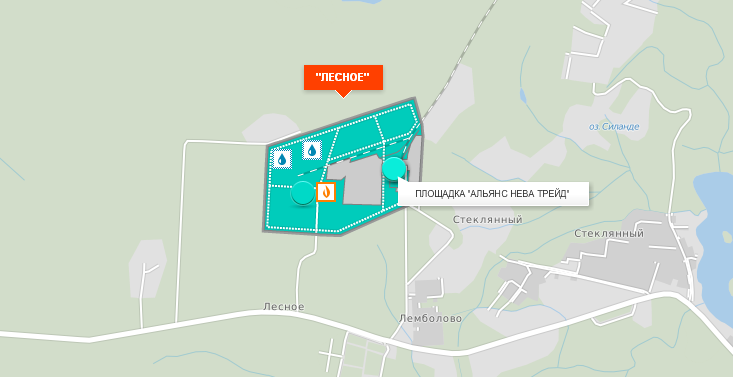 "ЛЕСНОЕ"
оз. Силанде
ПЛОЩАДКА "АЛЬЯНС НЕВА ТРЕЙД"
Стеклянный
Стеклянный
Лесное
Лемболово